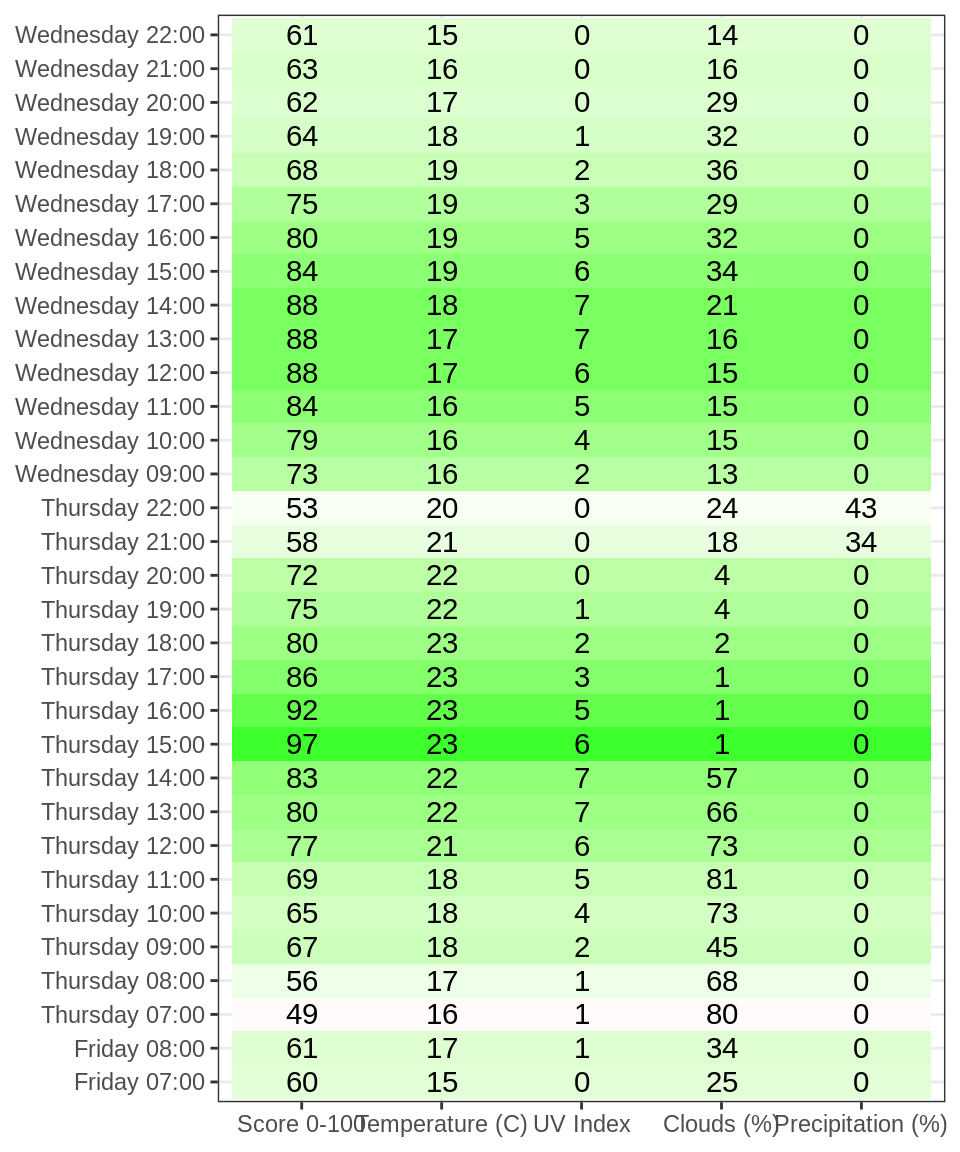 Wednesday 22:00 61 15 0 14 0
Wednesday 21:00 63 16 0 16 0
Wednesday 20:00 62 17 0 29 0
Wednesday 19:00 64 18 1 32 0
Wednesday 18:00 68 19 2 36 0
Wednesday 17:00 75 19 3 29 0
Wednesday 16:00 80 19 5 32 0
Wednesday 15:00 84 19 6 34 0
Wednesday 14:00 88 18 7 21 0
Wednesday 13:00 88 17 7 16 0
Wednesday 12:00 88 17 6 15 0
Wednesday 11:00 84 16 5 15 0
Wednesday 10:00 79 16 4 15 0
Wednesday 09:00 73 16 2 13 0
Thursday 22:00 53 20 0 24 43
Thursday 21:00 58 21 0 18 34
Thursday 20:00 72 22 0 4 0
Thursday 19:00 75 22 1 4 0
Thursday 18:00 80 23 2 2 0
Thursday 17:00 86 23 3 1 0
Thursday 16:00 92 23 5 1 0
Thursday 15:00 97 23 6 1 0
Thursday 14:00 83 22 7 57 0
Thursday 13:00 80 22 7 66 0
Thursday 12:00 77 21 6 73 0
Thursday 11:00 69 18 5 81 0
Thursday 10:00 65 18 4 73 0
Thursday 09:00 67 18 2 45 0
Thursday 08:00 56 17 1 68 0
Thursday 07:00 49 16 1 80 0
Friday 08:00 61 17 1 34 0
Friday 07:00 60 15 0 25 0
Score 0-100 Temperature (C) UV Index Clouds (%) Precipitation (%)